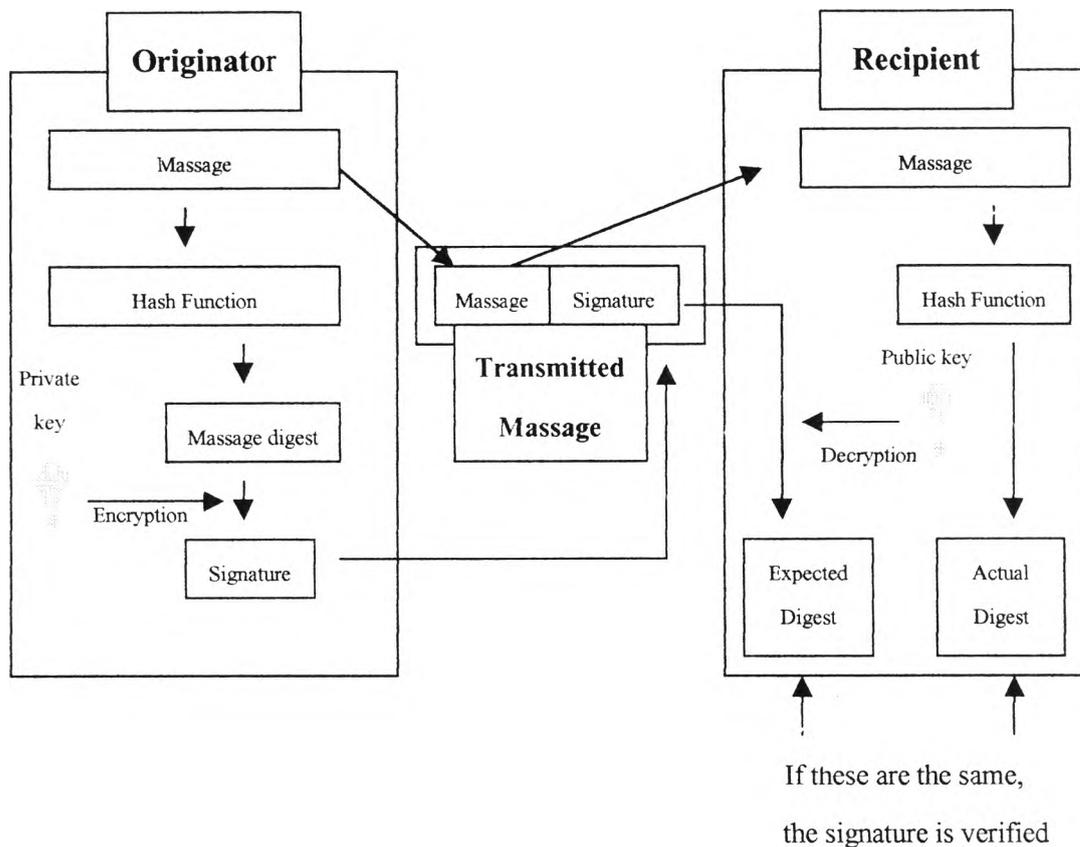 Originator
Massage
Hash Function
Private
key
Massage digest
Encryption
Signature
Massage
Signature
Transmitted
Massage
Recipient
Massage
Hash Function
Public key
Decryption
Expected
Digest
Actual
Digest
If these are the same,
the signature is verified